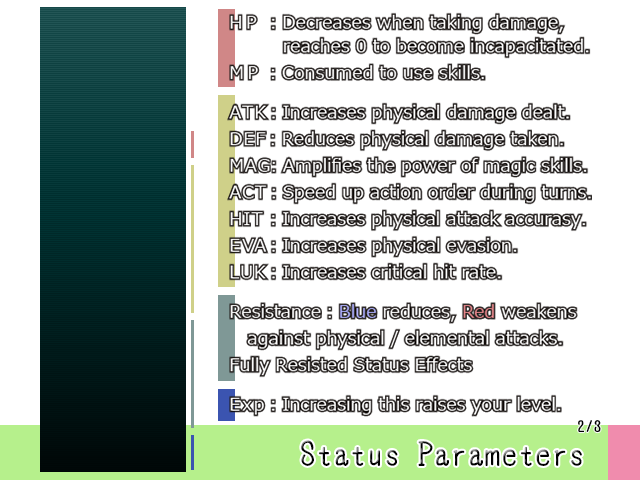 HP : Decreases when taking damage,
reaches 0 to become incapacitated.
MP : Consumed to use skills.
ATK: Increases physical damage dealt.
DEF: Reduces physical damage taken.
MAG: Amplifies the power of magic skills.
ACT: Speed up action order during turns.
HIT : Increases physical attack accurasy.
EVA: Increases physical evasion.
LUK: Increases critical hit rate.
Resistance : Blue reduces, Red weakens
against physical / elemental attacks.
Fully Resisted Status Effects
Exp : Increasing this raises your level.
2/3
Status Parameters